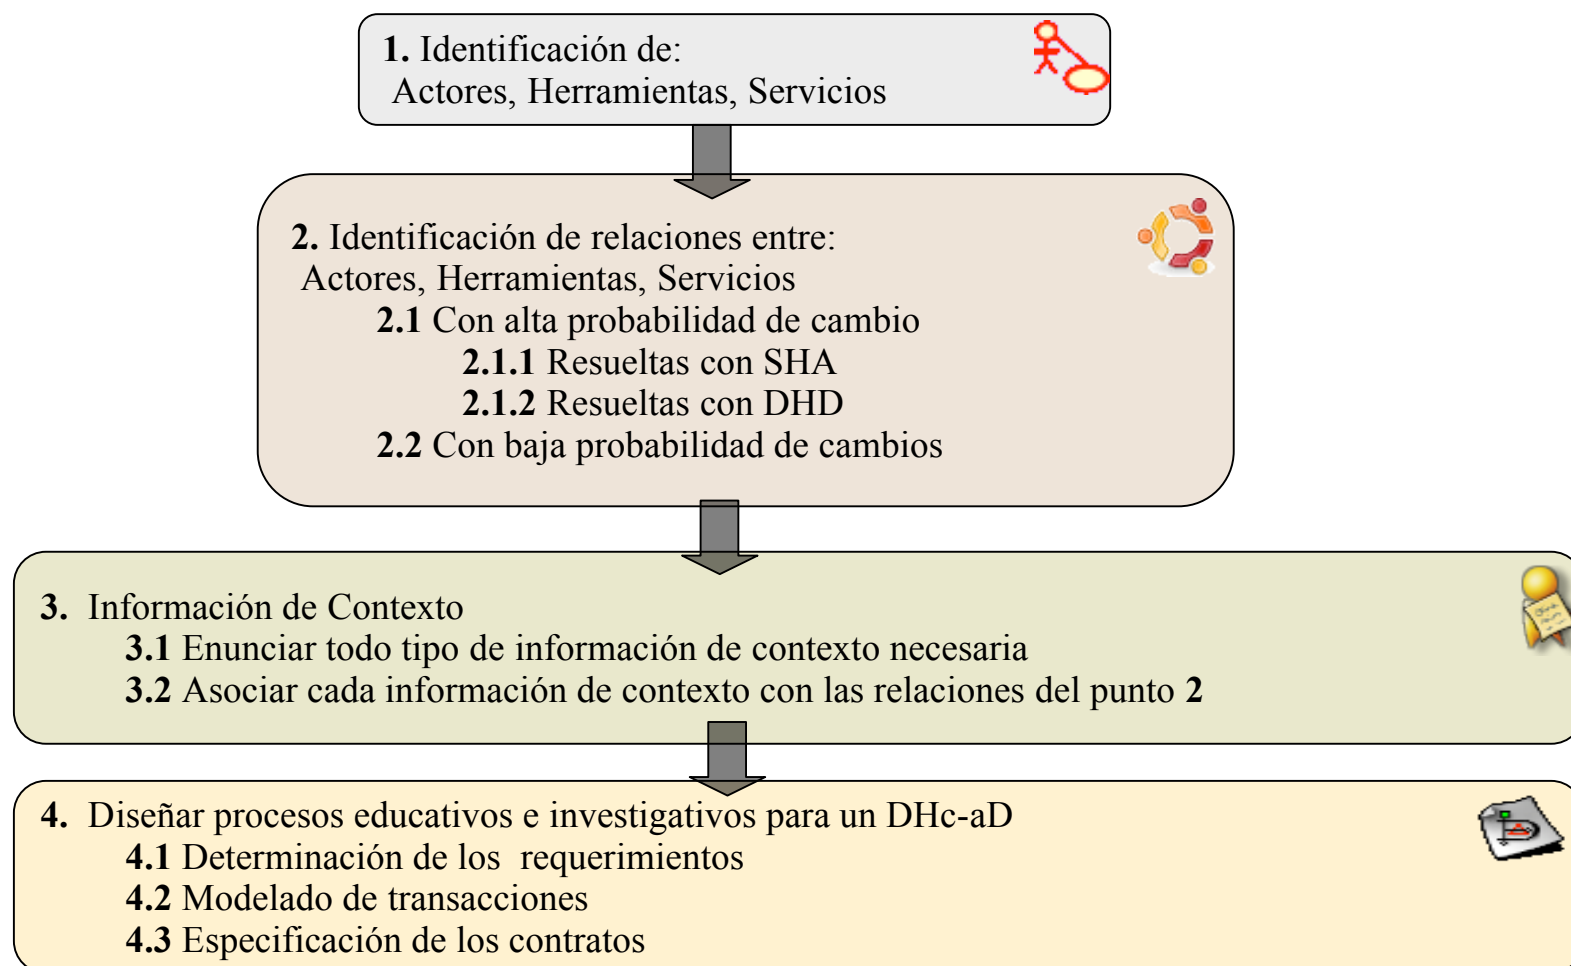 1. Identificación de:
Actores, Herramientas, Servicios
2. Identificación de relaciones entre:
Actores, Herramientas, Servicios
2.1 Con alta probabilidad de cambio
2.1.1 Resueltas con SHA
2.1.2 Resueltas con DHD
2.2 Con baja probabilidad de cambios
3. Información de Contexto
3.1 Enunciar todo tipo de información de contexto necesaria
3.2 Asociar cada información de contexto con las relaciones del punto 2
4. Diseñar procesos educativos e investigativos para un DHc-aD
4.1 Determinación de los requerimientos
4.2 Modelado de transacciones
4.3 Especificación de los contratos